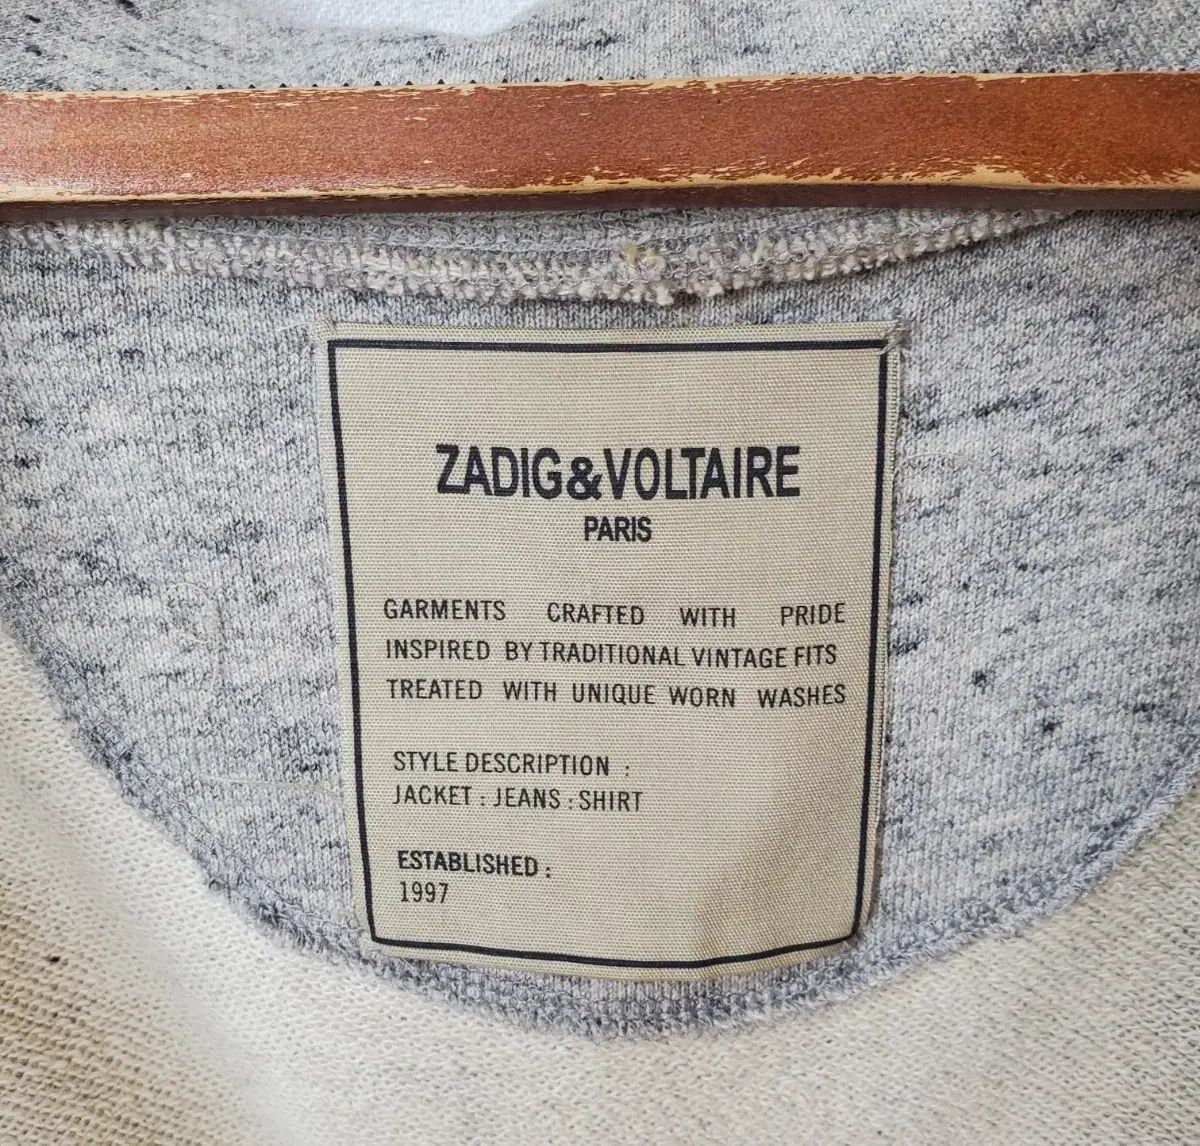 ZADIG&VOLTAIRE
PARIS
GARMENTS CRAFTED WITH PRIDE
INSPIRED BY TRADITIONAL VINTAGE FITS
TREATED WITH UNIQUE WORN WASHES
STYLE DESCRIPTION :
JACKET : JEANS : SHIRT
ESTABLISHED :
1997